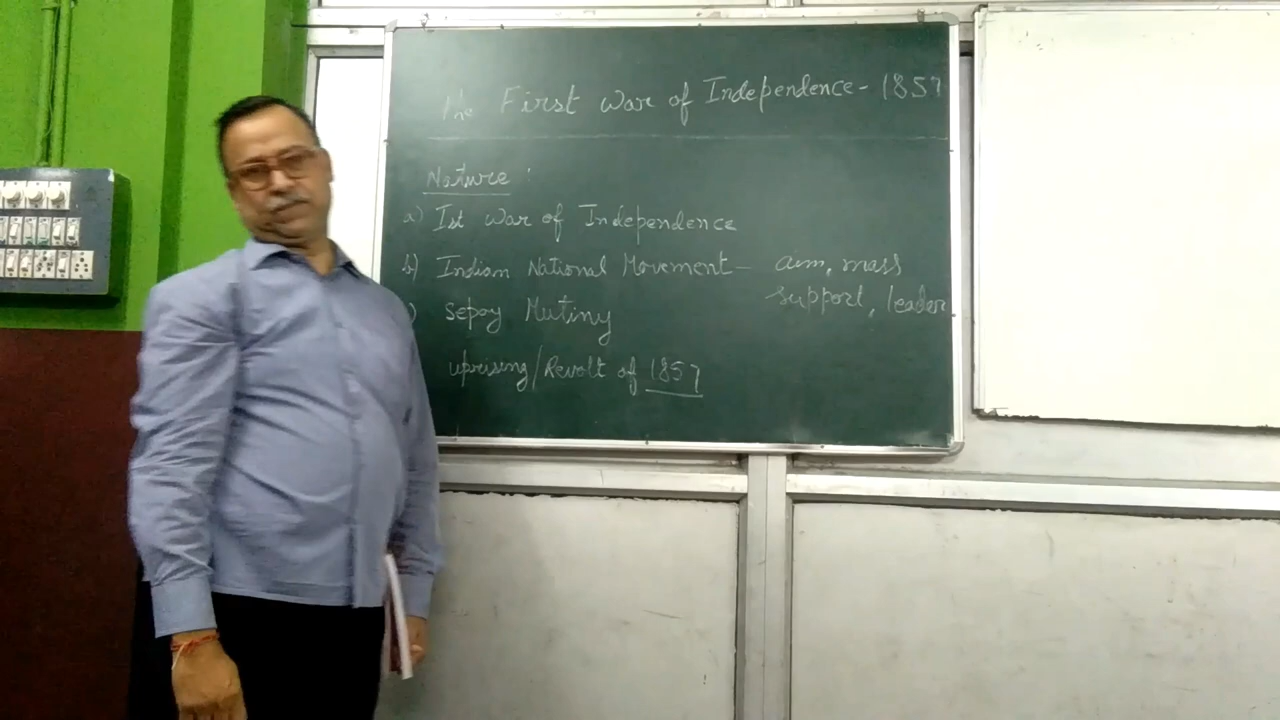 The First War of Independence - 1857
Nature :
a) Ist War of Independence
b) Indian National Movement — aim, mass
support, leader
) Sepoy Mutiny
uprising/Revolt of 1857